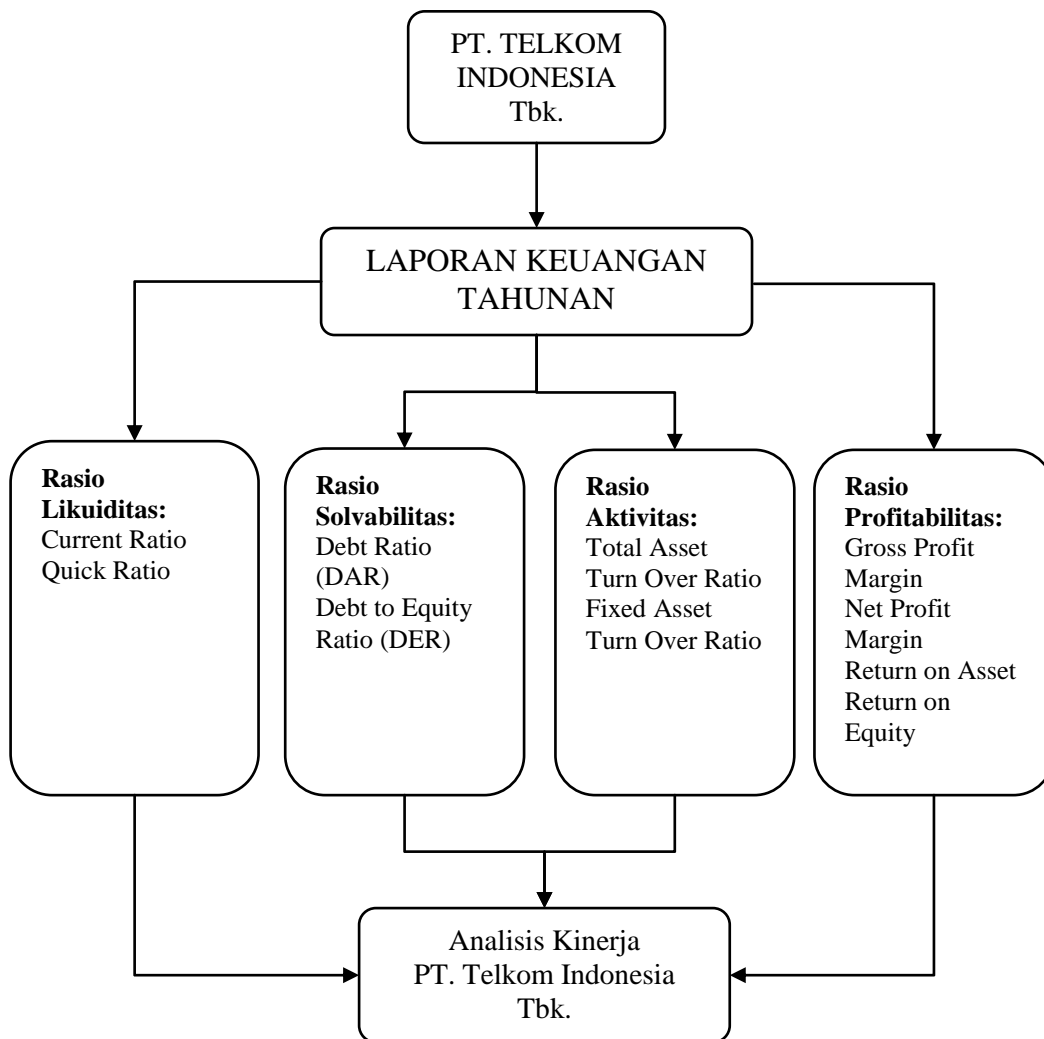 PT. TELKOM
INDONESIA
Tbk.
LAPORAN KEUANGAN
TAHUNAN
Rasio
Likuiditas:
Current Ratio
Quick Ratio
Rasio
Solvabilitas:
Debt Ratio
(DAR)
Debt to Equity
Ratio (DER)
Rasio
Aktivitas:
Total Asset
Turn Over Ratio
Fixed Asset
Turn Over Ratio
Rasio
Profitabilitas:
Gross Profit
Margin
Net Profit
Margin
Return on Asset
Return on
Equity
Analisis Kinerja
PT. Telkom Indonesia
Tbk.